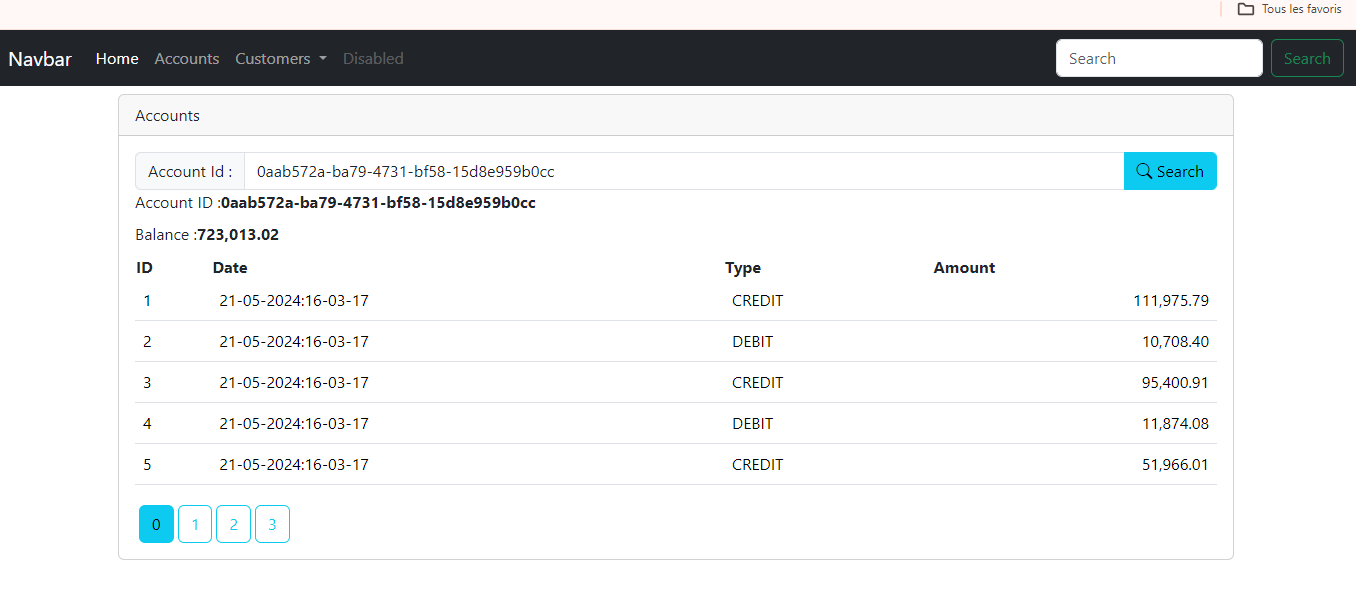 Tous les favoris
Navbar Home Accounts Customers Disabled Search Search
Accounts
Account Id : 0aab572a-ba79-4731-bf58-15d8e959b0cc Search
Account ID :0aab572a-ba79-4731-bf58-15d8e959b0cc
Balance :723,013.02
ID Date Type Amount
1 21-05-2024:16-03-17 CREDIT 111,975.79
2 21-05-2024:16-03-17 DEBIT 10,708.40
3 21-05-2024:16-03-17 CREDIT 95,400.91
4 21-05-2024:16-03-17 DEBIT 11,874.08
5 21-05-2024:16-03-17 CREDIT 51,966.01
0 1 2 3